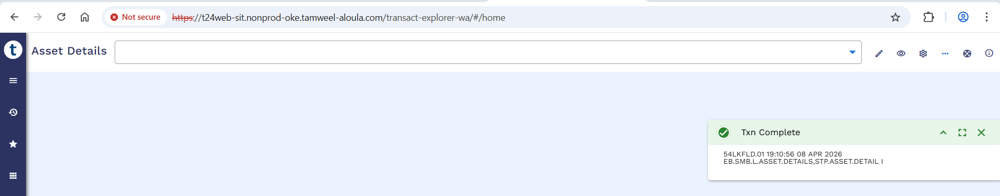 Not secure https://t24web-sit.nonprod-oke.tamweel-aloula.com/transact-explorer-wa/#/home
t
Asset Details
Txn Complete
54LKFLD.01 19:10:56 08 APR 2026
EB.SMB.L.ASSET.DETAILS,STP.ASSET.DETAIL I